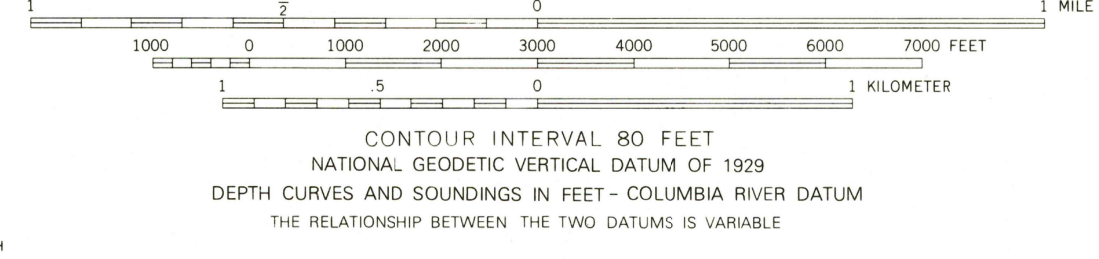 1 1/2 0 1 MILE
1000 0 1000 2000 3000 4000 5000 6000 7000 FEET
1 .5 0 1 KILOMETER
CONTOUR INTERVAL 80 FEET
NATIONAL GEODETIC VERTICAL DATUM OF 1929
DEPTH CURVES AND SOUNDINGS IN FEET – COLUMBIA RIVER DATUM
THE RELATIONSHIP BETWEEN THE TWO DATUMS IS VARIABLE